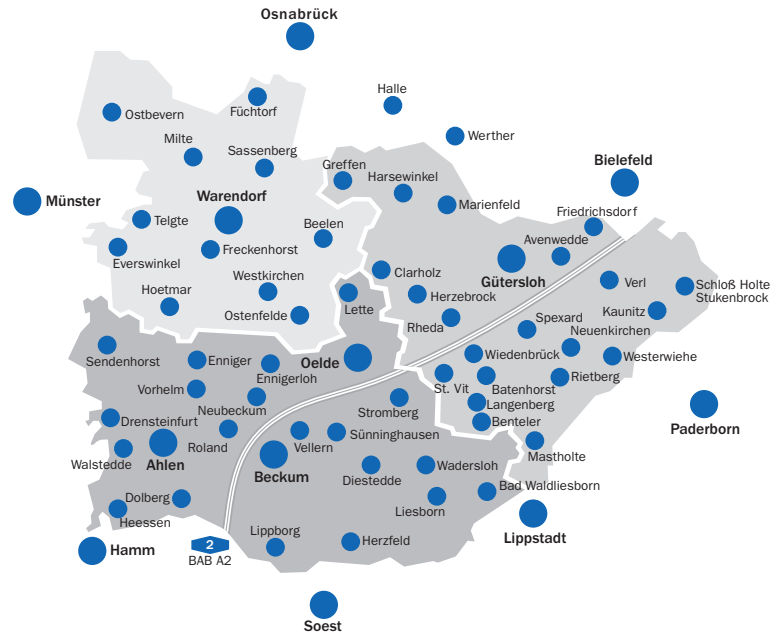 Osnabrück
Halle
Ostbevern
Füchtorf
Werther
Milte
Sassenberg
Greffen
Bielefeld
Harsewinkel
Münster
Warendorf
Marienfeld
Friedrichsdorf
Telgte
Beelen
Avenwedde
Freckenhorst
Everswinkel
Clarholz
Gütersloh
Westkirchen
Verl
Schloß Holte
Stukenbrock
Hoetmar
Herzebrock
Lette
Kaunitz
Ostenfelde
Rheda
Spexard
Neuenkirchen
Sendenhorst
Enniger
Oelde
Wiedenbrück
Westerwiehe
Ennigerloh
St. Vit
Rietberg
Vorhelm
Batenhorst
Neubeckum
Stromberg
Langenberg
Drensteinfurt
Benteler
Paderborn
Roland
Vellern
Sünninghausen
Walstedde
Ahlen
Mastholte
Beckum
Diestedde
Wadersloh
Bad Waldliesborn
Dolberg
Liesborn
Heessen
Lippborg
Lippstadt
Hamm
2
BAB A2
Herzfeld
Soest